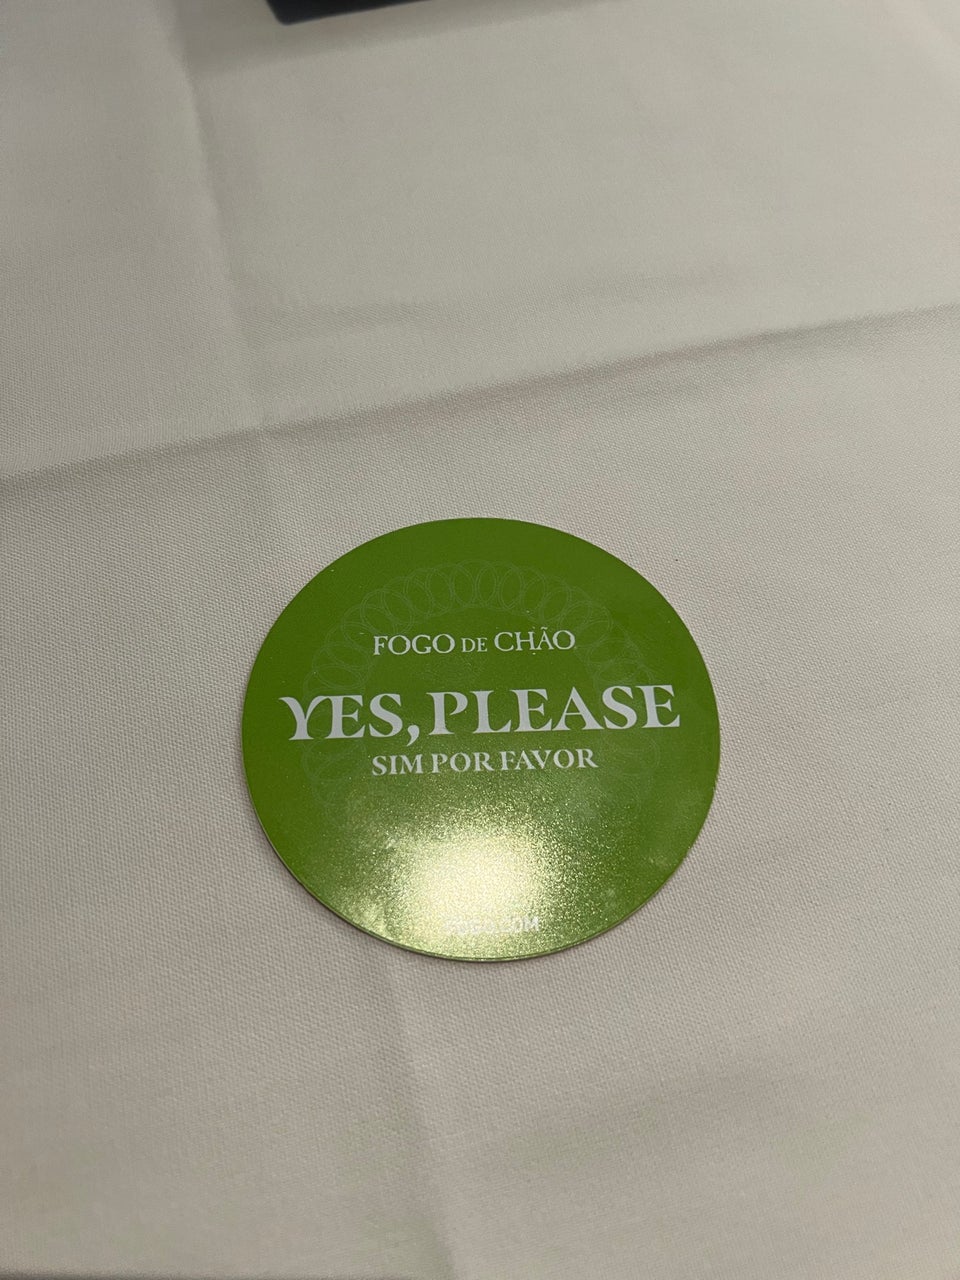 FOGO DE CHÃO
YES, PLEASE
SIM POR FAVOR